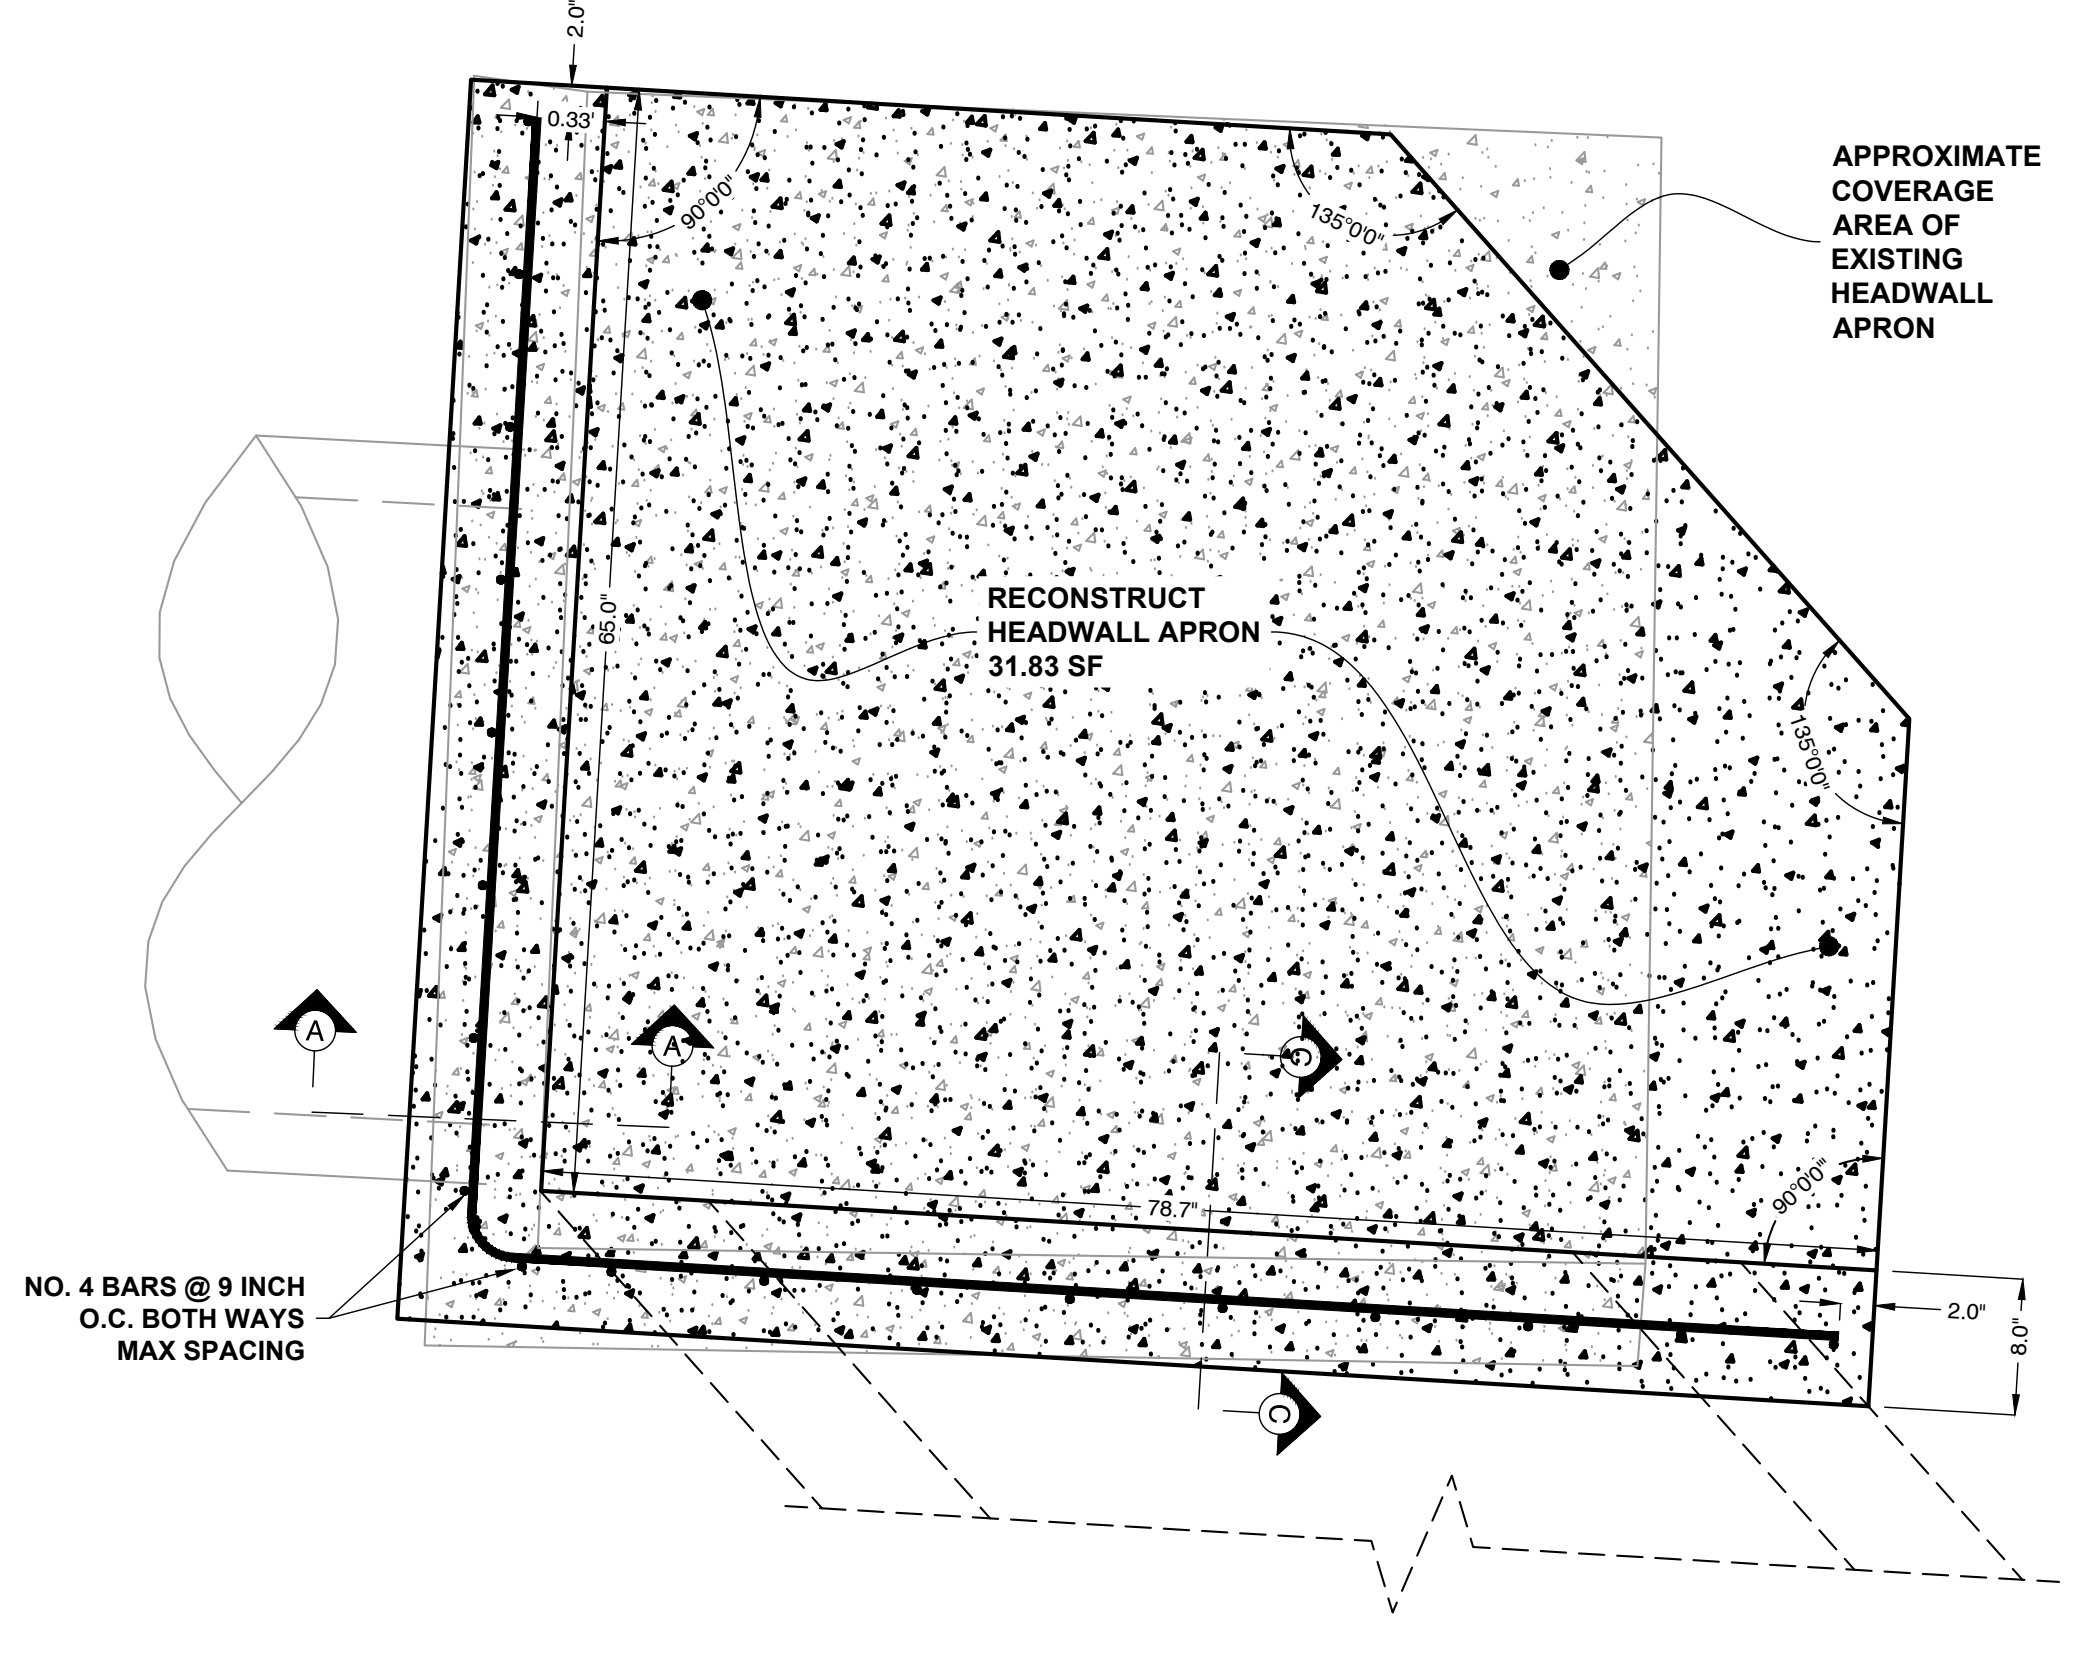 2.0"
0.33'
90°0'0"
135°0'0"
APPROXIMATE
COVERAGE
AREA OF
EXISTING
HEADWALL
APRON
65.0"
RECONSTRUCT
HEADWALL APRON
31.83 SF
135°0'0"
A
A
C
78.7"
90°0'0"
NO. 4 BARS @ 9 INCH
O.C. BOTH WAYS
MAX SPACING
2.0"
8.0"
C